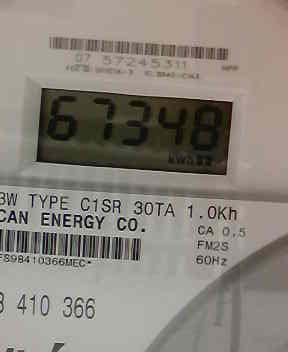 07 57245311
67348
kWh
3W TYPE C1SR 30TA 1.0Kh
CAN ENERGY CO.
CA 0.5
FM2S
60Hz
F898410366MEC*
8 410 366